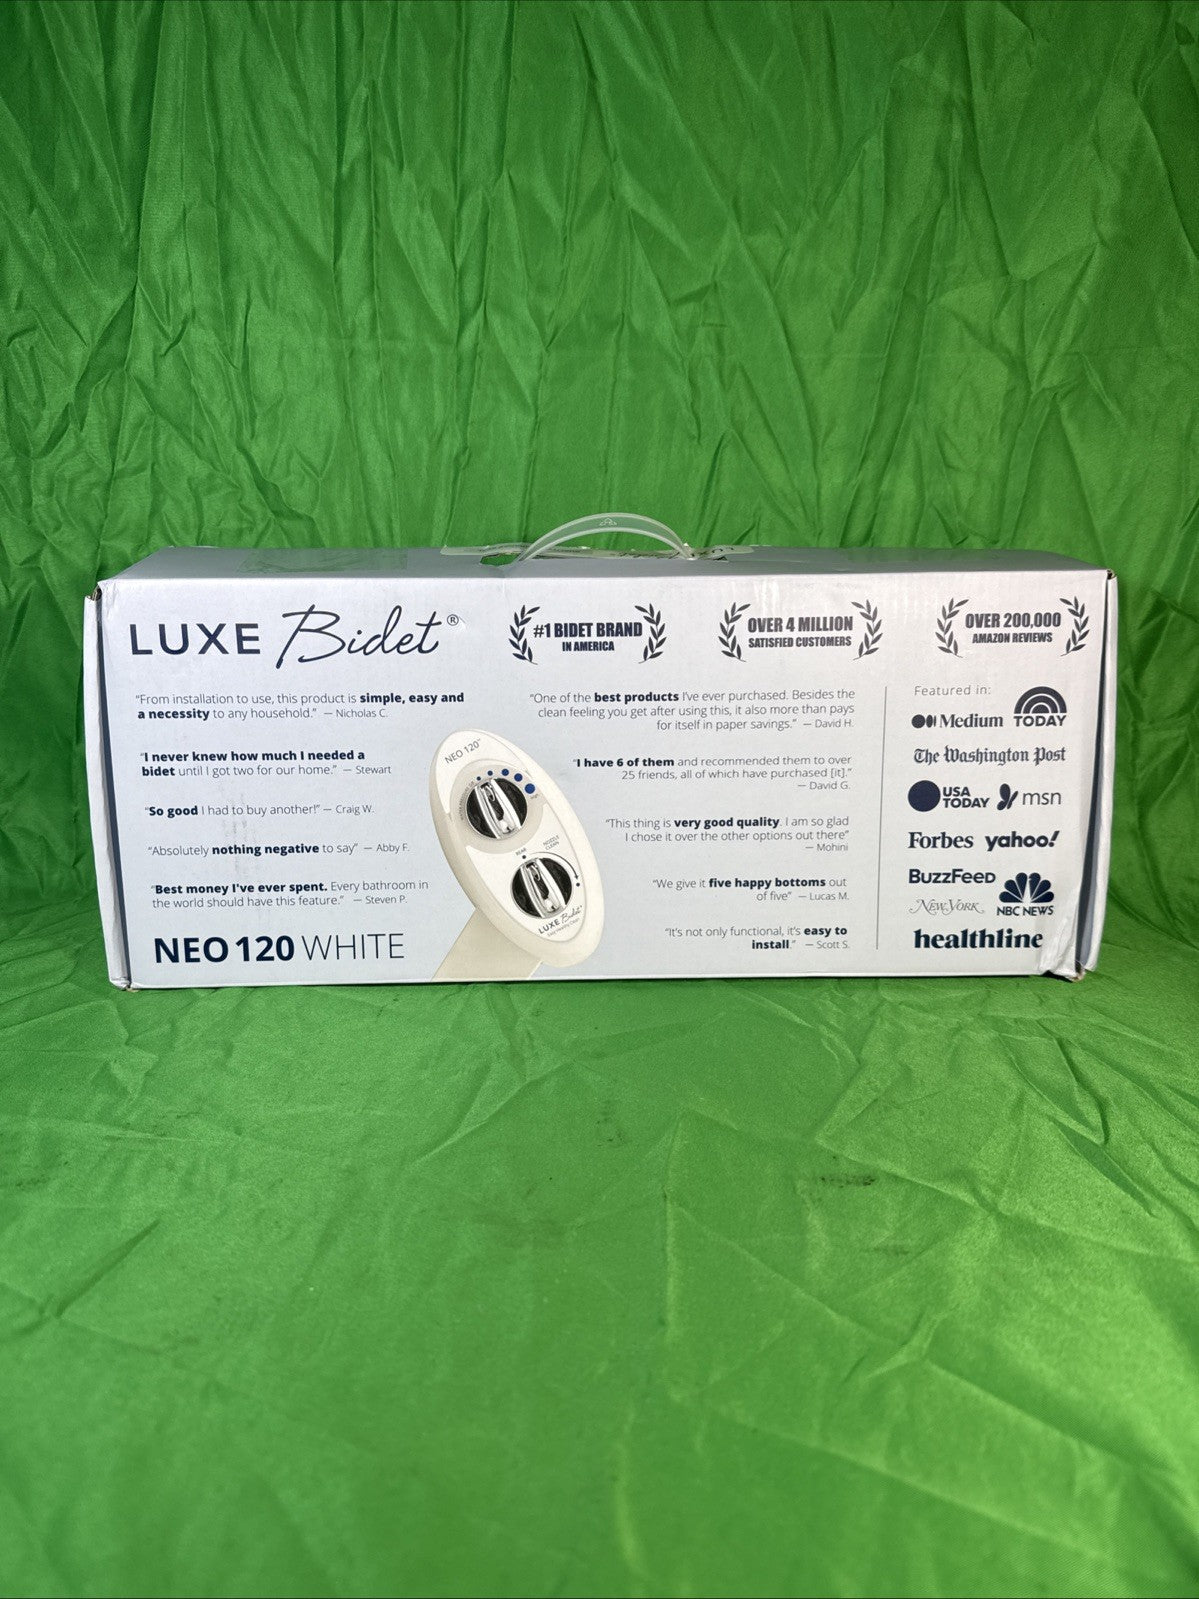 LUXE Bidet®
#1 BIDET BRAND
IN AMERICA
OVER 4 MILLION
SATISFIED CUSTOMERS
OVER 200,000
AMAZON REVIEWS
"From installation to use, this product is simple, easy and
a necessity to any household." — Nicholas C.
"I never knew how much I needed a
bidet until I got two for our home." — Stewart
"So good I had to buy another!" — Craig W.
"Absolutely nothing negative to say" — Abby F.
"Best money I've ever spent. Every bathroom in
the world should have this feature." — Steven P.
NEO 120 WHITE
NEO 120™
REAR
NOZZLE
CLEAN
LUXE Bidet®
"One of the best products I've ever purchased. Besides the
clean feeling you get after using this, it also more than pays
for itself in paper savings." — David H.
"I have 6 of them and recommended them to over
25 friends, all of which have purchased [it]."
— David G.
"This thing is very good quality. I am so glad
I chose it over the other options out there"
— Mohini
"We give it five happy bottoms out
of five" — Lucas M.
"It's not only functional, it's easy to
install." — Scott S.
Featured in:
Medium
TODAY
The Washington Post
USA
TODAY
msn
Forbes yahoo!
BuzzFeed
NEW YORK
NBC NEWS
healthline